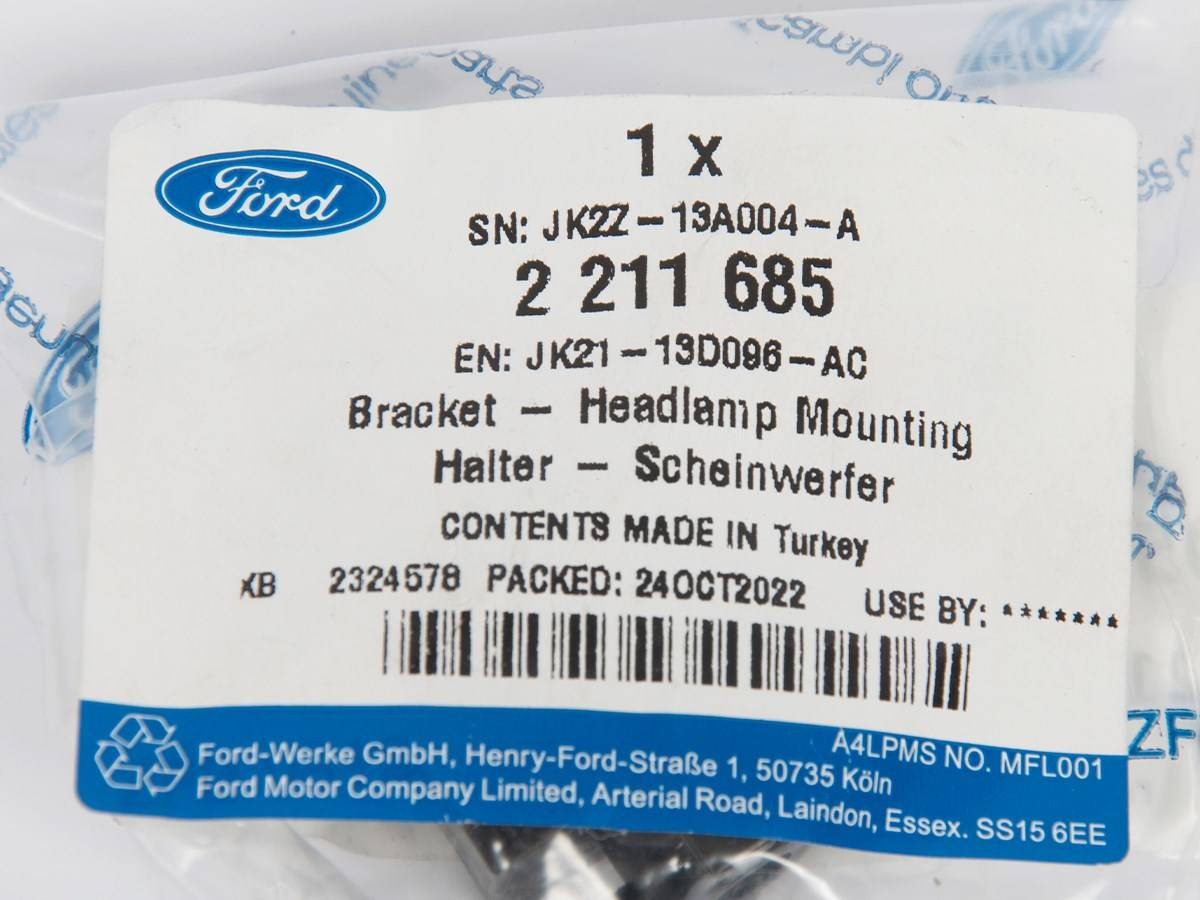 Ford
1 x
SN: JK2Z-13A004-A
2 211 685
EN: JK21-13D096-AC
Bracket - Headlamp Mounting
Halter - Scheinwerfer
CONTENTS MADE IN Turkey
KB 2324578 PACKED: 24OCT2022 USE BY: *******
A4LPMS NO. MFL001
Ford-Werke GmbH, Henry-Ford-Straße 1, 50735 Köln
Ford Motor Company Limited, Arterial Road, Laindon, Essex. SS15 6EE
ZF